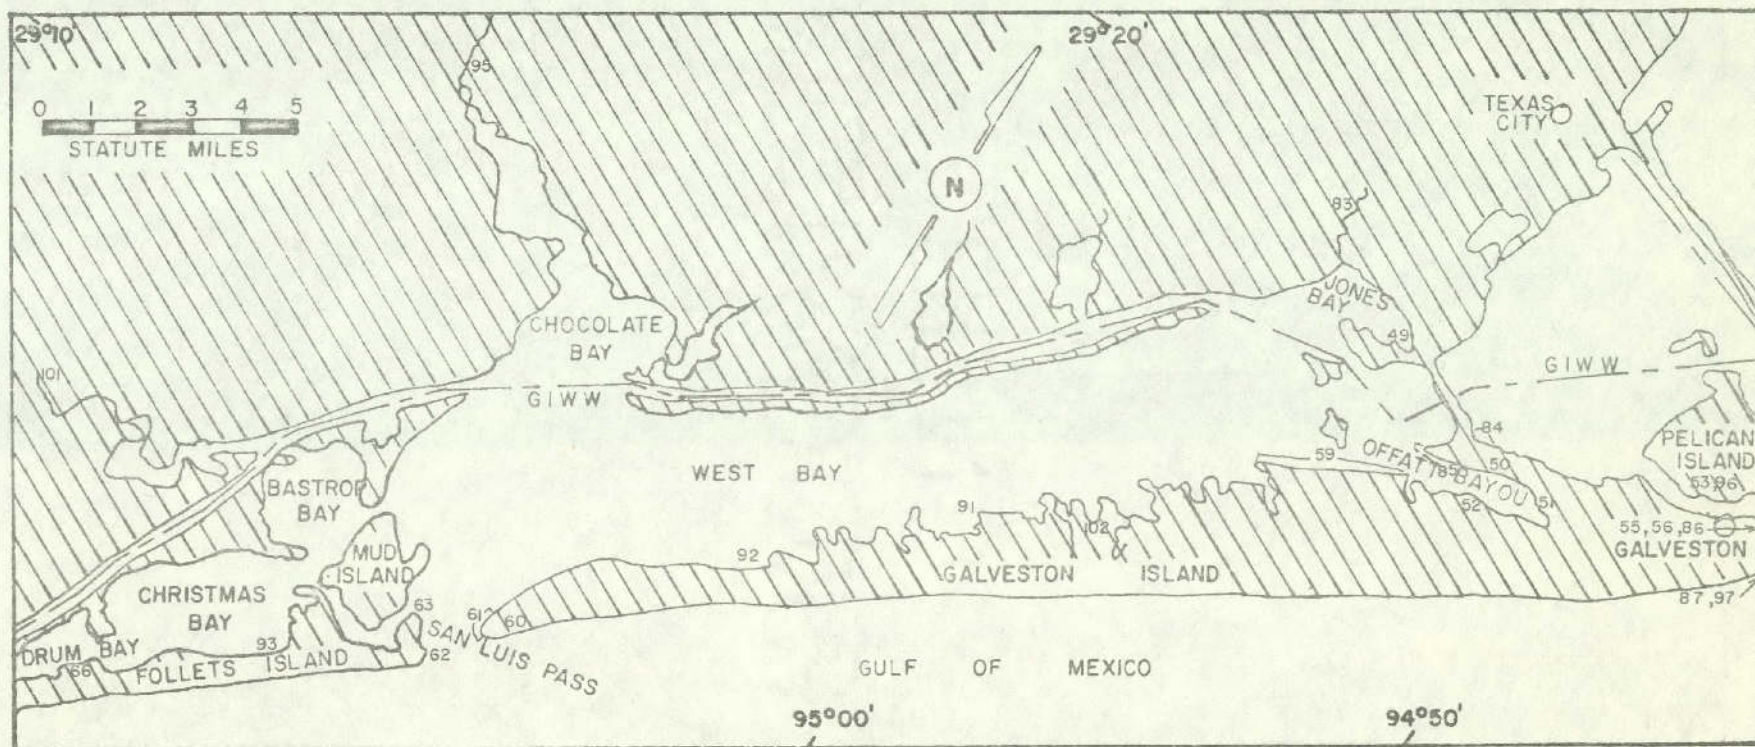 29°10'
29°20'
95
0 1 2 3 4 5
STATUTE MILES
TEXAS
CITY
N
83
JONES
BAY
CHOCOLATE
BAY
49
101
GIWW
GIWW
84
PELICAN
ISLAND
53 96
WEST BAY
59
OFFATTS BAYOU
50
51
52
BASTROP
BAY
91
102
55,56,86
GALVESTON
92
MUD
ISLAND
GALVESTON ISLAND
CHRISTMAS
BAY
87,97
63
61
60
SAN LUIS PASS
62
DRUM BAY
93
66
FOLLETS ISLAND
GULF OF MEXICO
95°00'
94°50'